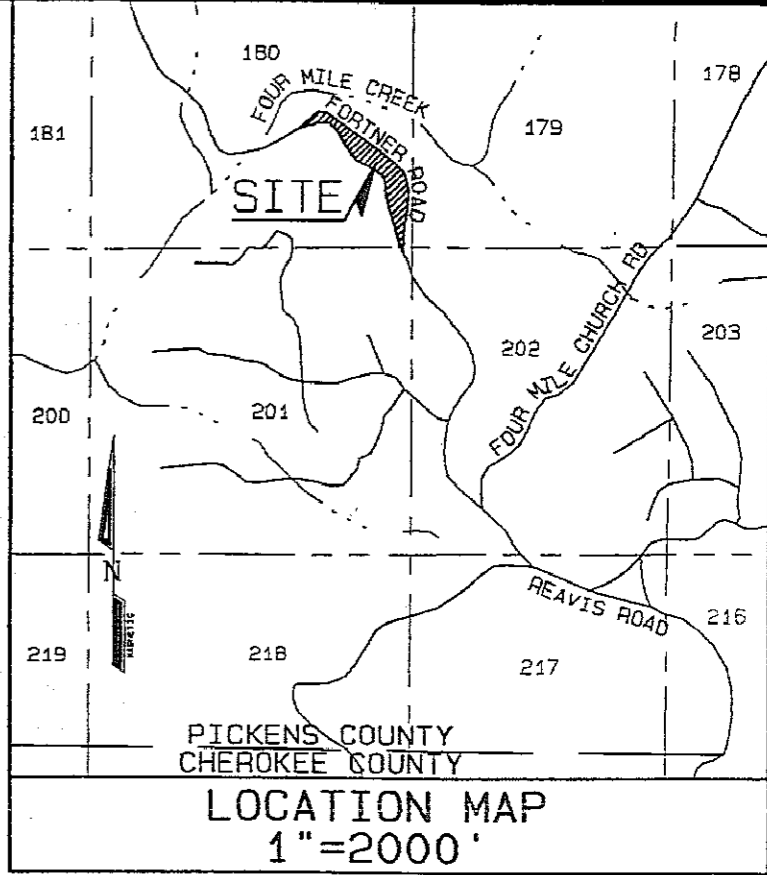 180
178
FOUR MILE CREEK
181
FORTNER ROAD
179
SITE
202
FOUR MILE CHURCH RD
203
200
201
N
MAGNETIC
REAVIS ROAD
216
219
218
217
PICKENS COUNTY
CHEROKEE COUNTY
LOCATION MAP
1"=2000'